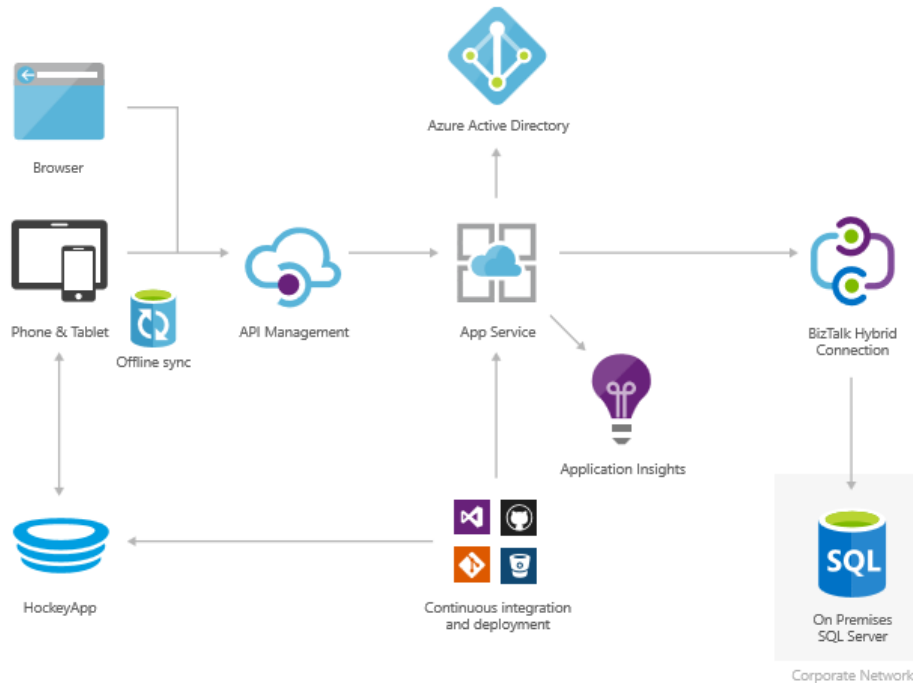 Azure Active Directory
Browser
Phone & Tablet
Offline sync
API Management
App Service
BizTalk Hybrid
Connection
Application Insights
HockeyApp
Continuous integration
and deployment
SQL
On Premises
SQL Server
Corporate Network